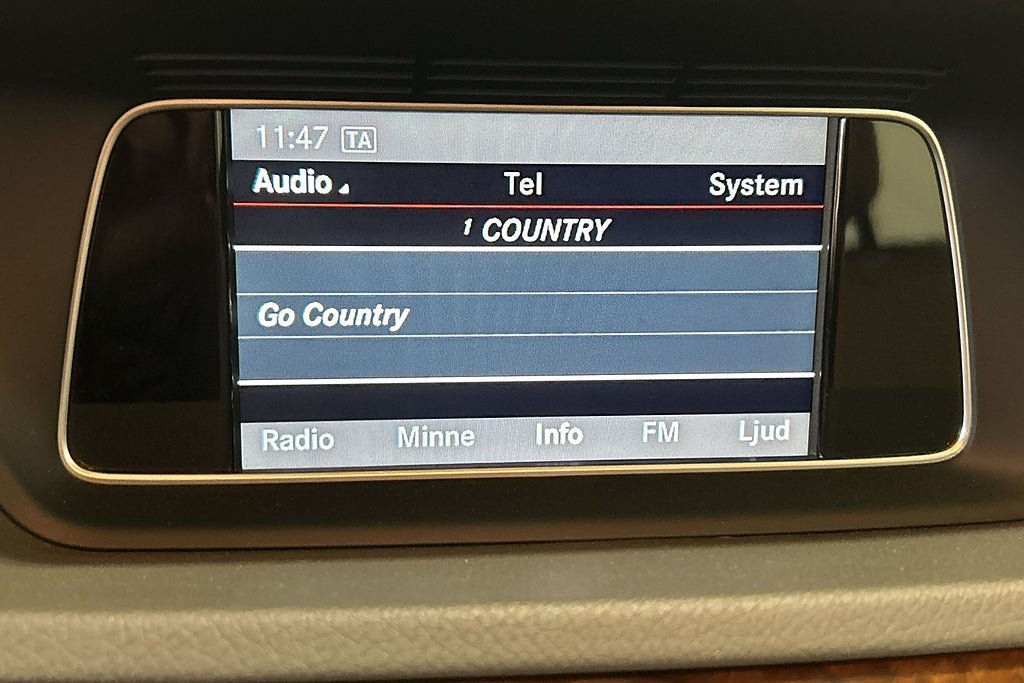 11:47 TA
Audio Tel System
1 COUNTRY
Go Country
Radio Minne Info FM Ljud